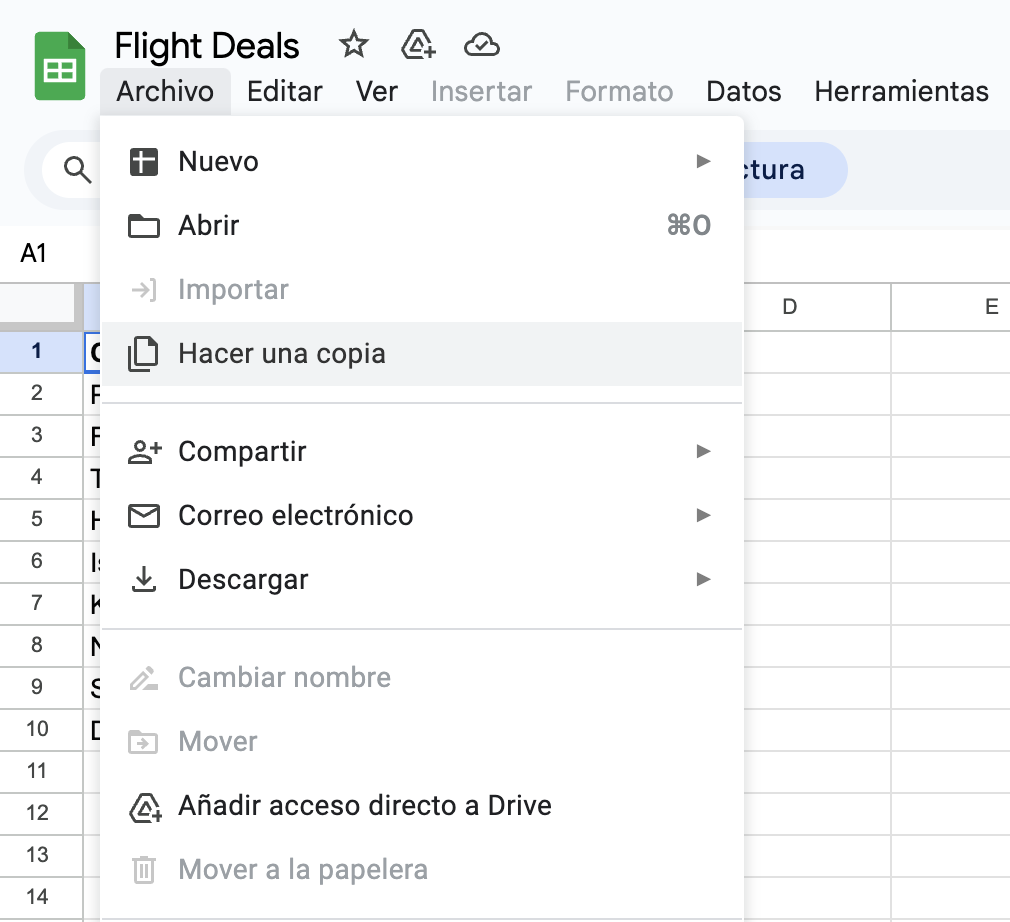 Flight Deals
Archivo Editar Ver Insertar Formato Datos Herramientas
Nuevo
Abrir ⌘O
Importar
Hacer una copia
Compartir
Correo electrónico
Descargar
Cambiar nombre
Mover
Añadir acceso directo a Drive
Mover a la papelera
ctura
A1
D E
1
2
3
4
5
6
7
8
9
10
11
12
13
14